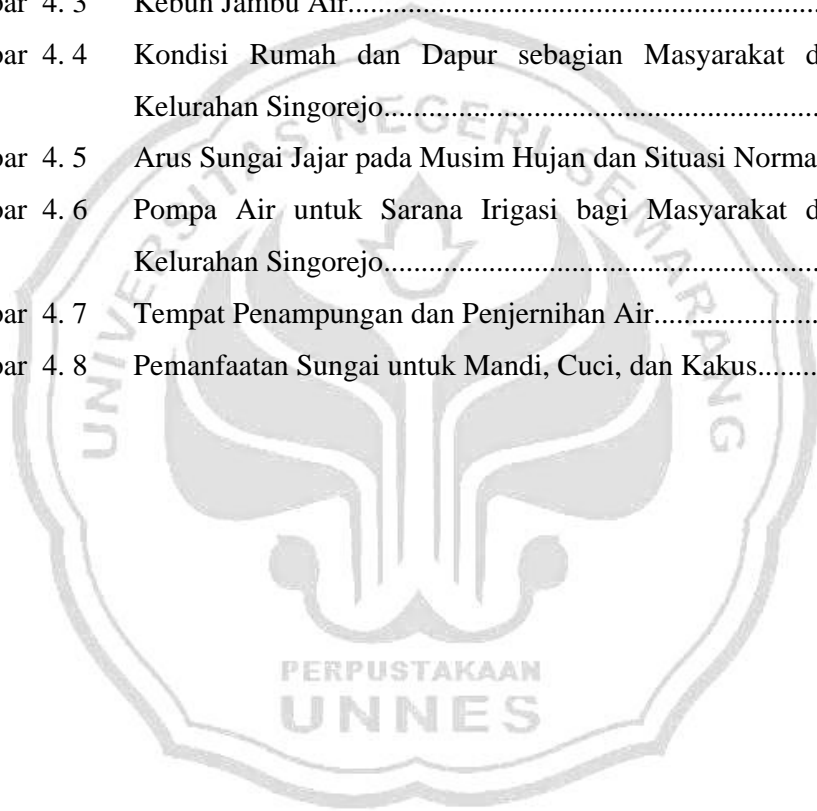 bar 4. 3 Kebun Jambu Air..........................................................................
bar 4. 4 Kondisi Rumah dan Dapur sebagian Masyarakat d
Kelurahan Singorejo.....................................................................
bar 4. 5 Arus Sungai Jajar pada Musim Hujan dan Situasi Norma
bar 4. 6 Pompa Air untuk Sarana Irigasi bagi Masyarakat d
Kelurahan Singorejo.....................................................................
bar 4. 7 Tempat Penampungan dan Penjernihan Air......................
bar 4. 8 Pemanfaatan Sungai untuk Mandi, Cuci, dan Kakus........
UNIVERSITAS NEGERI SEMARANG
PERPUSTAKAAN
UNNES